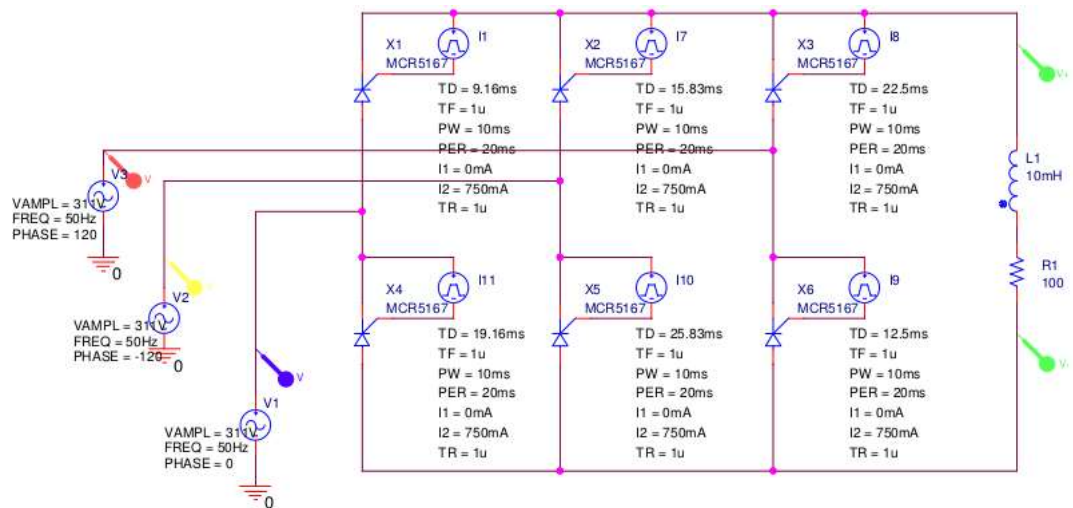 X1
MCR5167
I1
TD = 9.16ms
TF = 1u
PW = 10ms
PER = 20ms
I1 = 0mA
I2 = 750mA
TR = 1u
X2
MCR5167
I7
TD = 15.83ms
TF = 1u
PW = 10ms
PER = 20ms
I1 = 0mA
I2 = 750mA
TR = 1u
X3
MCR5167
I8
TD = 22.5ms
TF = 1u
PW = 10ms
PER = 20ms
I1 = 0mA
I2 = 750mA
TR = 1u
V+
L1
10mH
R1
100
V3
V
VAMPL = 311V
FREQ = 50Hz
PHASE = 120
0
V2
V
VAMPL = 311V
FREQ = 50Hz
PHASE = -120
0
V1
V
VAMPL = 311V
FREQ = 50Hz
PHASE = 0
0
X4
MCR5167
I11
TD = 19.16ms
TF = 1u
PW = 10ms
PER = 20ms
I1 = 0mA
I2 = 750mA
TR = 1u
X5
MCR5167
I10
TD = 25.83ms
TF = 1u
PW = 10ms
PER = 20ms
I1 = 0mA
I2 = 750mA
TR = 1u
X6
MCR5167
I9
TD = 12.5ms
TF = 1u
PW = 10ms
PER = 20ms
I1 = 0mA
I2 = 750mA
TR = 1u